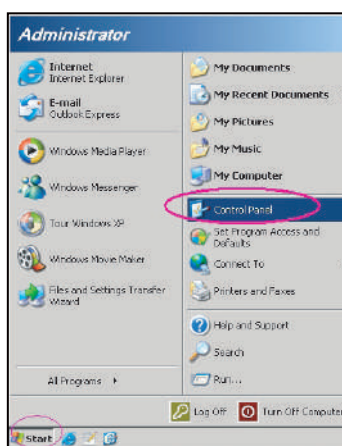 Administrator
Internet
Internet Explorer
E-mail
Outlook Express
Windows Media Player
Windows Messenger
Tour Windows XP
Windows Movie Maker
Files and Settings Transfer
Wizard
All Programs
My Documents
My Recent Documents
My Pictures
My Music
My Computer
Control Panel
Set Program Access and
Defaults
Connect To
Printers and Faxes
Help and Support
Search
Run...
Log Off
Turn Off Computer
Start